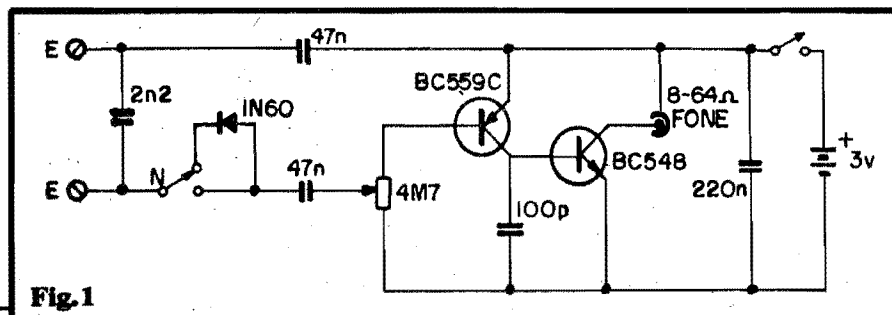 E
47n
BC559C
2n2
IN60
8-64Ω
FONE
+
3v
E
N
47n
4M7
BC548
100p
220n
Fig.1